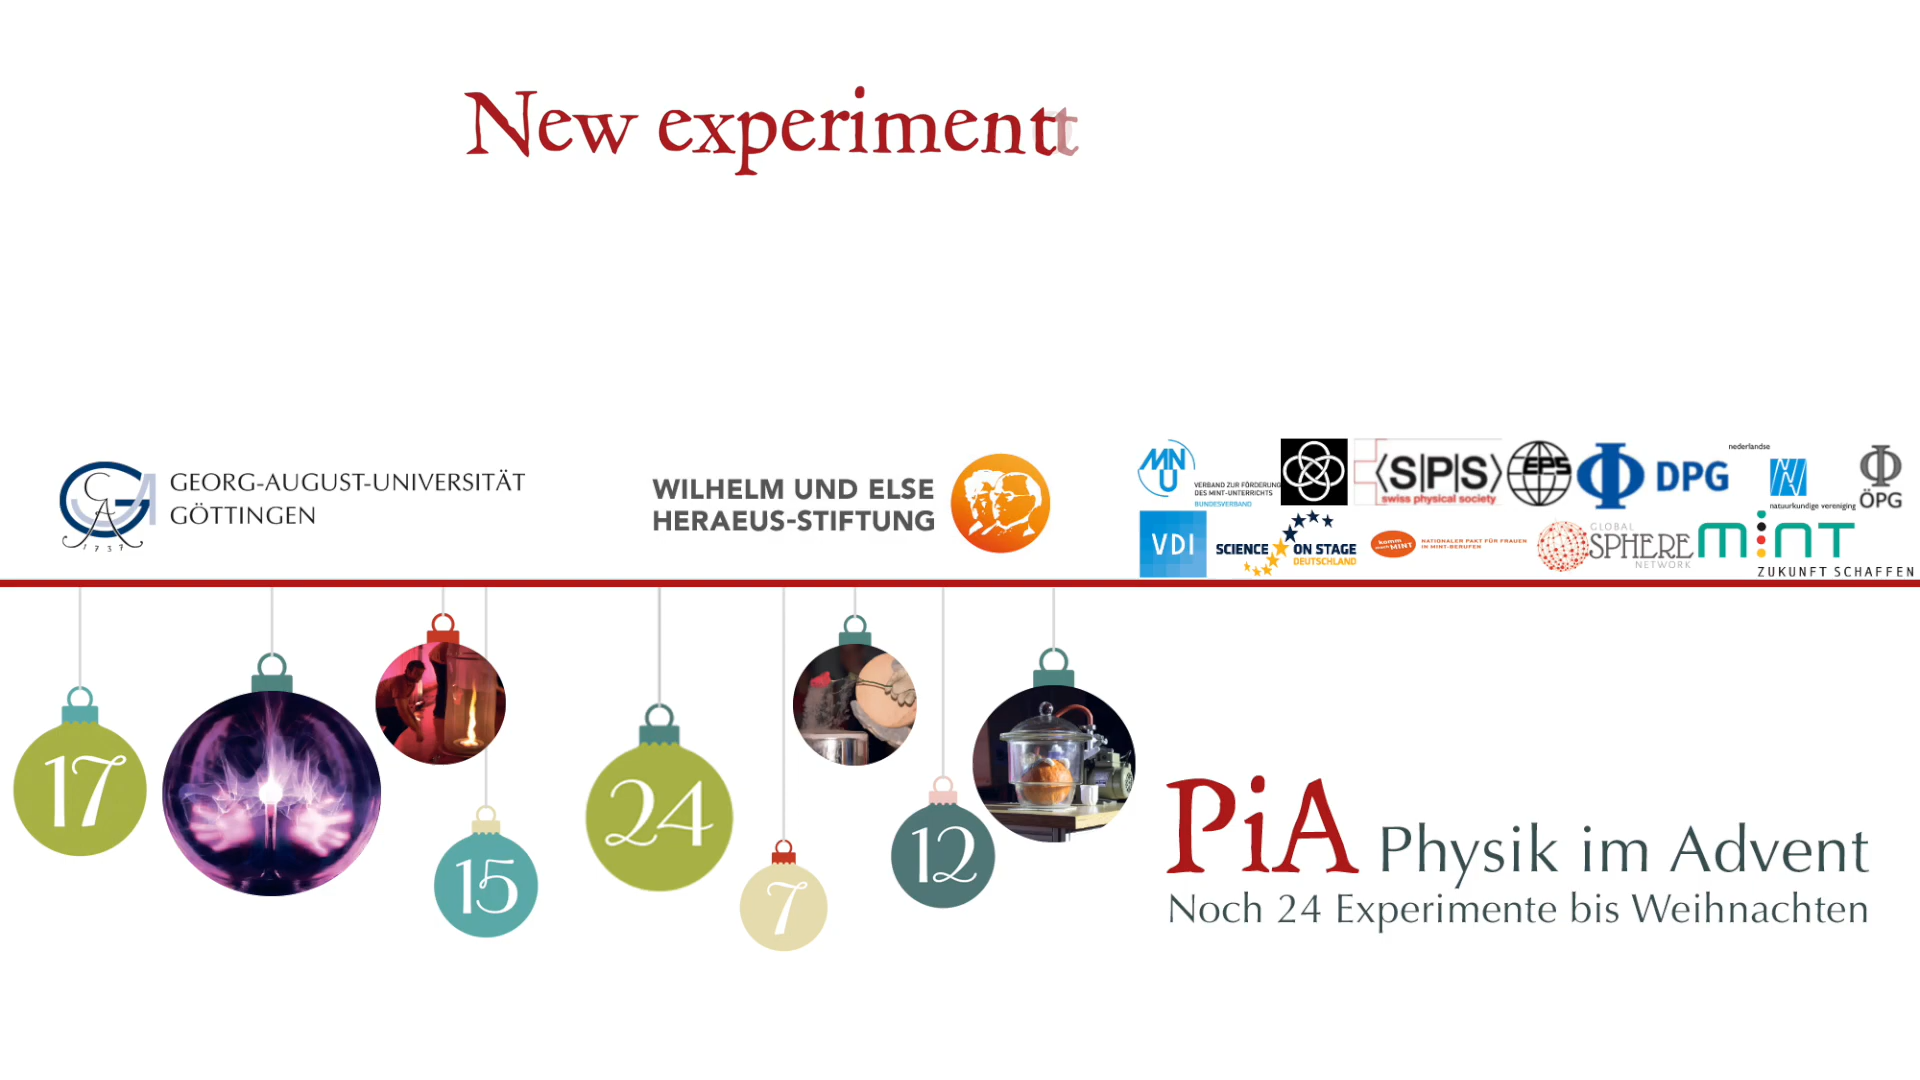 New experimentt
GEORG-AUGUST-UNIVERSITÄT
GÖTTINGEN
1737
WILHELM UND ELSE
HERAEUS-STIFTUNG
MNU
VERBAND ZUR FÖRDERUNG
DES MINT-UNTERRICHTS
BUNDESVERBAND
⟨S|P|S⟩
swiss physical society
EPS
DPG
nederlandse
natuurkundige vereniging
ÖPG
VDI
SCIENCE ON STAGE
DEUTSCHLAND
komm mach MINT
NATIONALER PAKT FÜR FRAUEN
IN MINT-BERUFEN
GLOBAL
SPHERE
NETWORK
MINT
ZUKUNFT SCHAFFEN
17
15
24
7
12
PiA Physik im Advent
Noch 24 Experimente bis Weihnachten